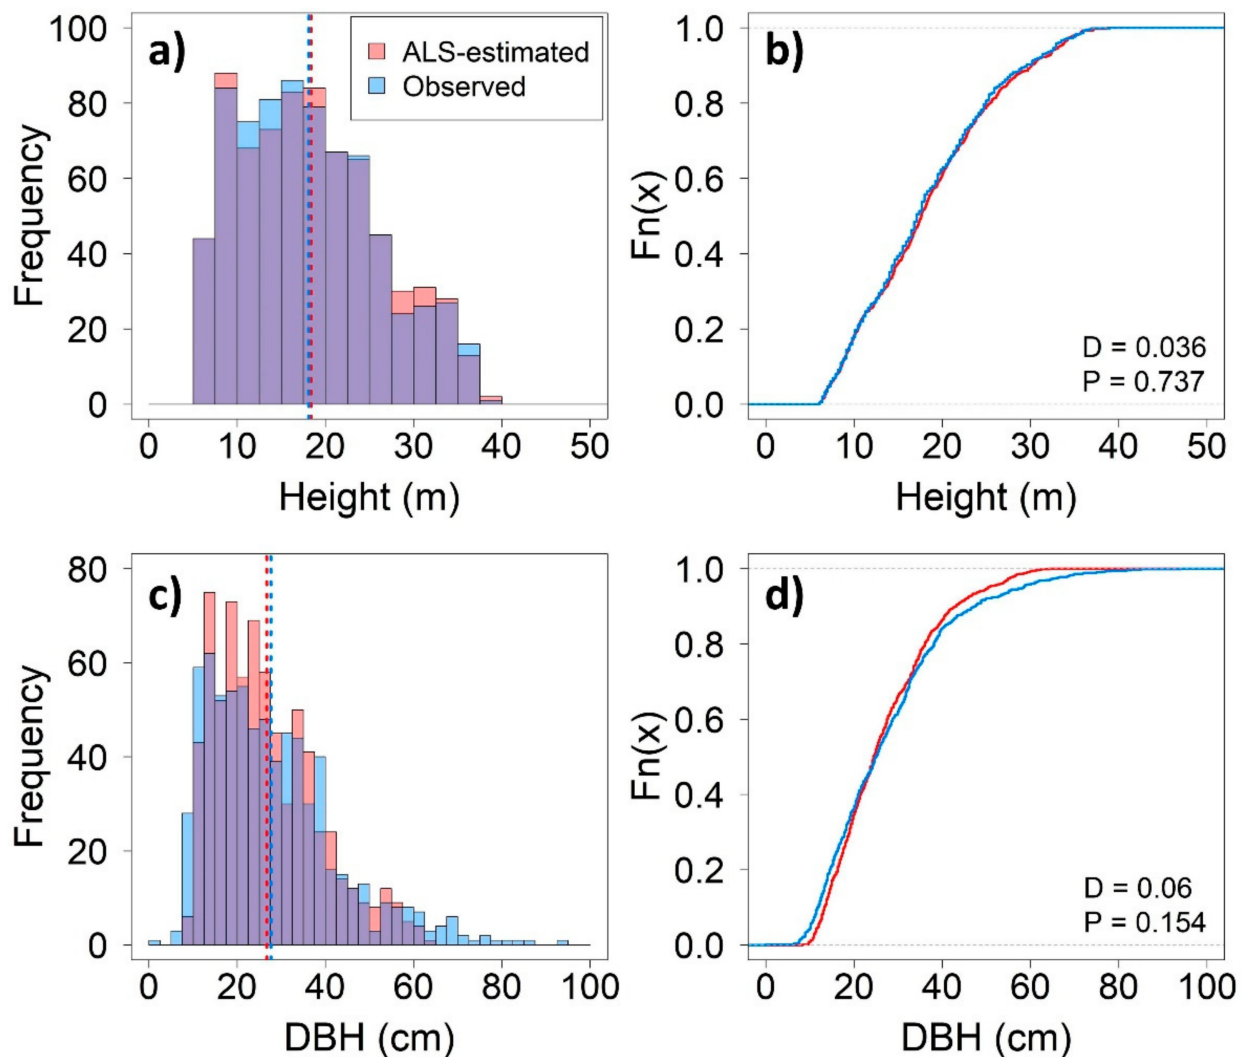 a)
ALS-estimated
Observed
Frequency
100
80
60
40
20
0
0 10 20 30 40 50
Height (m)
b)
Fn(x)
1.0
0.8
0.6
0.4
0.2
0.0
D = 0.036
P = 0.737
0 10 20 30 40 50
Height (m)
c)
Frequency
80
60
40
20
0
0 20 40 60 80 100
DBH (cm)
d)
Fn(x)
1.0
0.8
0.6
0.4
0.2
0.0
D = 0.06
P = 0.154
0 20 40 60 80 100
DBH (cm)